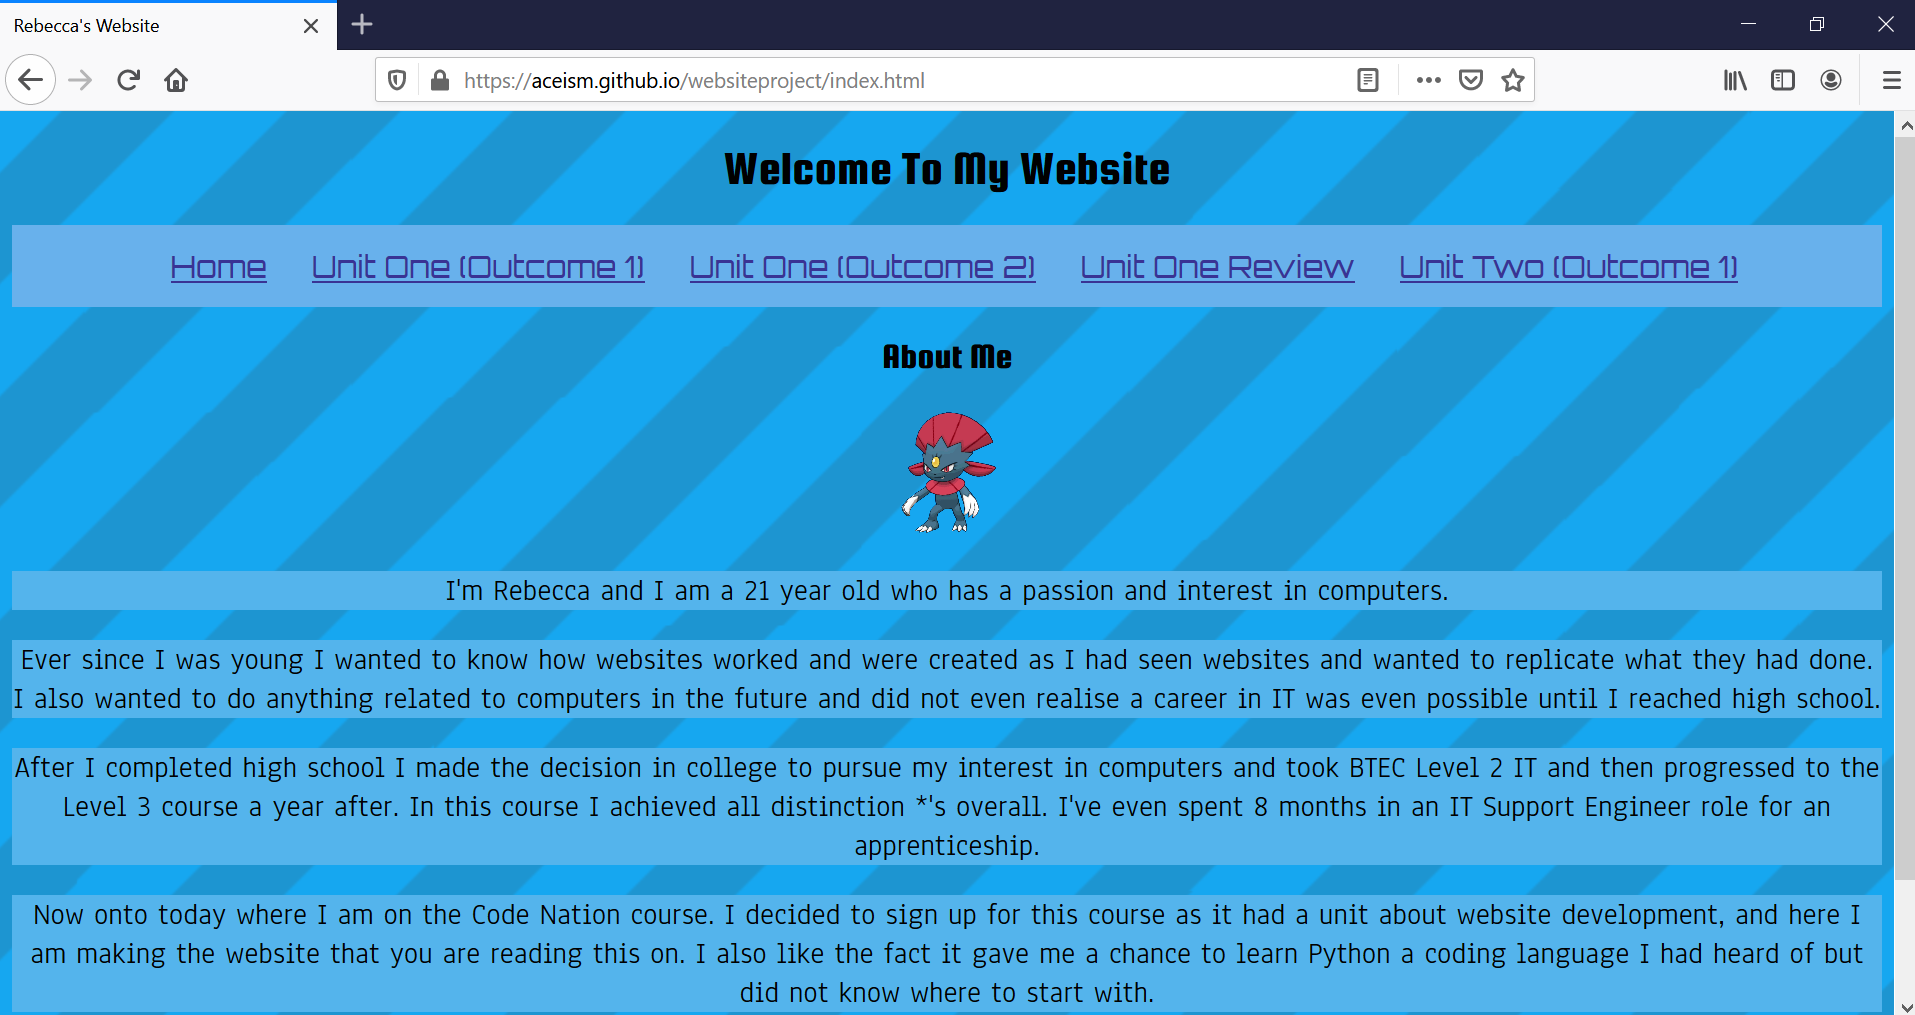 Rebecca's Website
https://aceism.github.io/websiteproject/index.html
Welcome To My Website
Home Unit One (Outcome 1) Unit One (Outcome 2) Unit One Review Unit Two (Outcome 1)
About Me
I'm Rebecca and I am a 21 year old who has a passion and interest in computers.
Ever since I was young I wanted to know how websites worked and were created as I had seen websites and wanted to replicate what they had done.
I also wanted to do anything related to computers in the future and did not even realise a career in IT was even possible until I reached high school.
After I completed high school I made the decision in college to pursue my interest in computers and took BTEC Level 2 IT and then progressed to the
Level 3 course a year after. In this course I achieved all distinction *'s overall. I've even spent 8 months in an IT Support Engineer role for an
apprenticeship.
Now onto today where I am on the Code Nation course. I decided to sign up for this course as it had a unit about website development, and here I
am making the website that you are reading this on. I also like the fact it gave me a chance to learn Python a coding language I had heard of but
did not know where to start with.